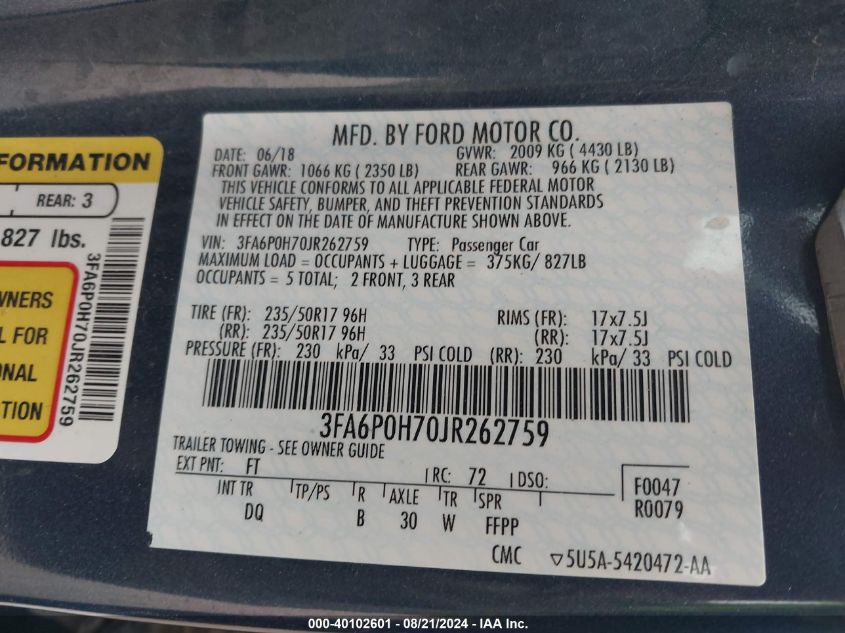 FORMATION
REAR: 3
827 lbs.
WNERS
L FOR
ONAL
TION
3FA6P0H70JR262759
MFD. BY FORD MOTOR CO.
DATE: 06/18 GVWR: 2009 KG ( 4430 LB)
FRONT GAWR: 1066 KG ( 2350 LB) REAR GAWR: 966 KG ( 2130 LB)
THIS VEHICLE CONFORMS TO ALL APPLICABLE FEDERAL MOTOR
VEHICLE SAFETY, BUMPER, AND THEFT PREVENTION STANDARDS
IN EFFECT ON THE DATE OF MANUFACTURE SHOWN ABOVE.
VIN: 3FA6P0H70JR262759 TYPE: Passenger Car
MAXIMUM LOAD = OCCUPANTS + LUGGAGE = 375KG/ 827LB
OCCUPANTS = 5 TOTAL; 2 FRONT, 3 REAR
TIRE (FR): 235/50R17 96H RIMS (FR): 17x7.5J
(RR): 235/50R17 96H (RR): 17x7.5J
PRESSURE (FR): 230 kPa/ 33 PSI COLD (RR): 230 kPa/ 33 PSI COLD
3FA6P0H70JR262759
TRAILER TOWING - SEE OWNER GUIDE
EXT PNT: FT RC: 72 DSO: F0047
INT TR TP/PS R AXLE TR SPR R0079
DQ B 30 W FFPP
CMC ▽5U5A-5420472-AA
000-40102601 - 08/21/2024 - IAA Inc.